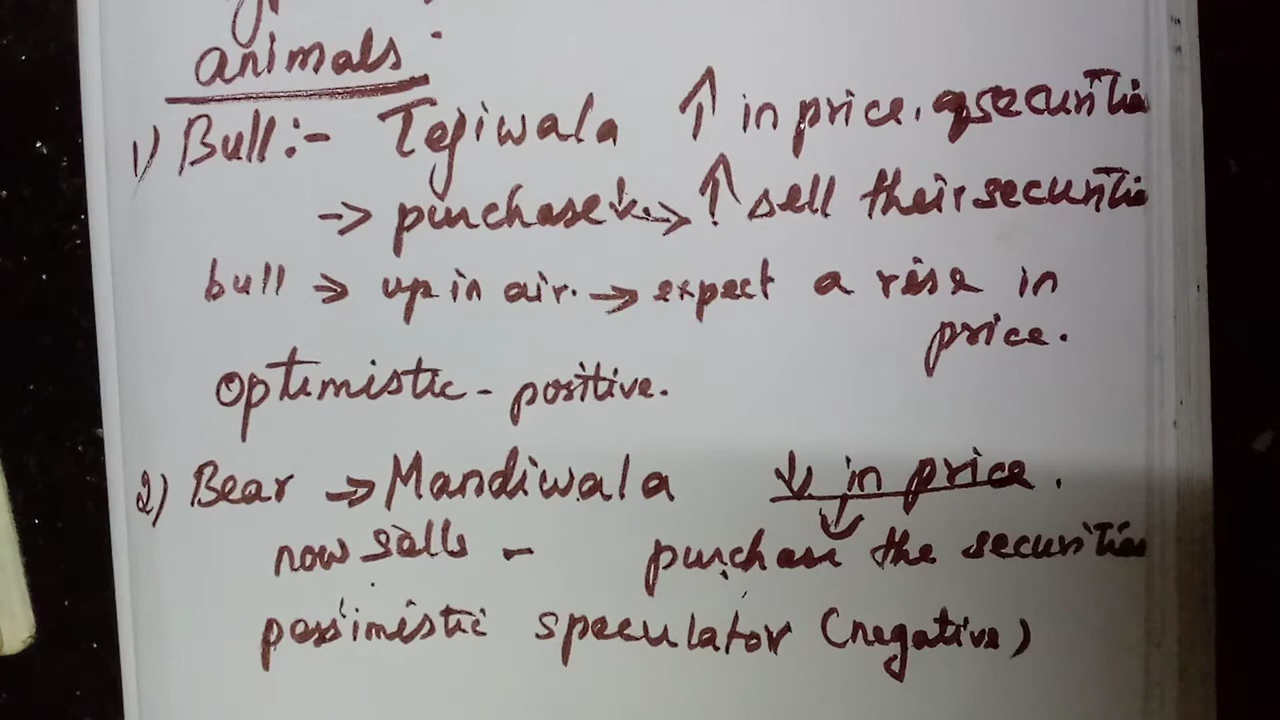 animals :
1) Bull :- Tejiwala ↑ in price. of securities
-> purchase ↓. -> ↑ sell their securities
bull -> up in air. -> expect a rise in
price.
Optimistic - positive.
2) Bear -> Mandiwala ↓ in price.
now sells - purchase the securities
pessimistic speculator (negative)